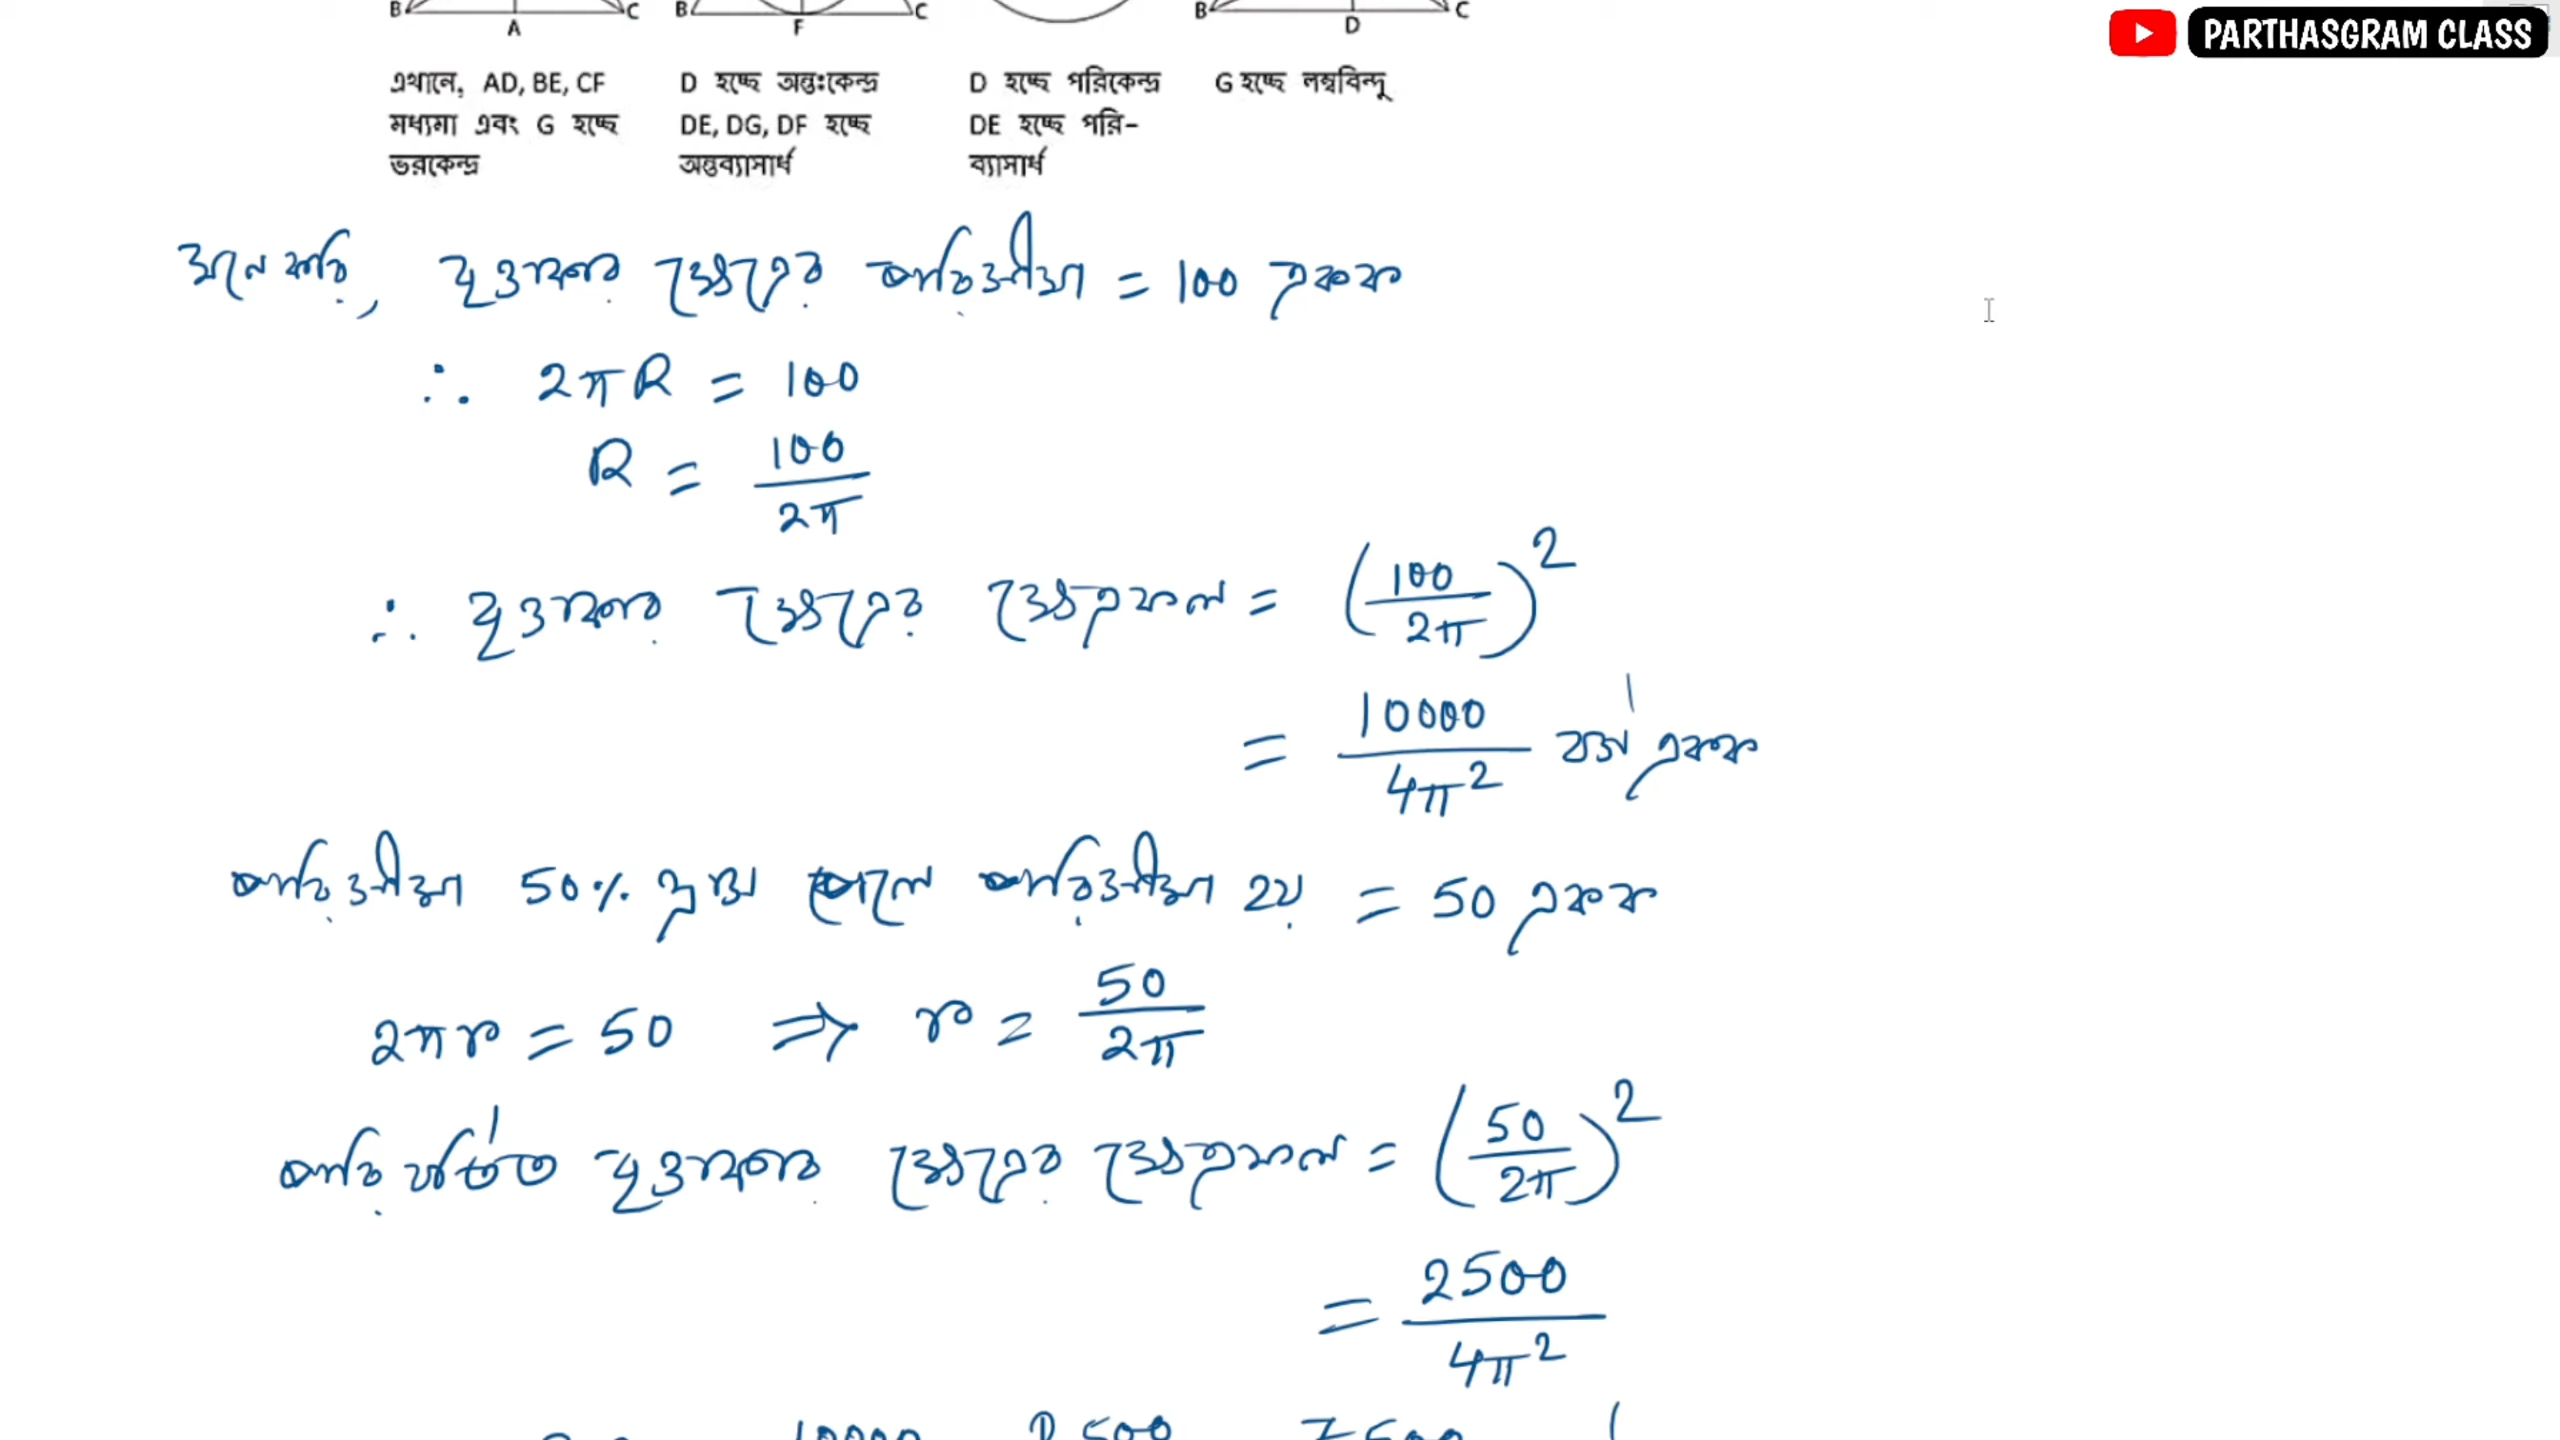 B A C B F C B D C
PARTHASGRAM CLASS
এখানে, AD, BE, CF
মধ্যমা এবং G হচ্ছে
ভরকেন্দ্র
D হচ্ছে অন্তঃকেন্দ্র
DE, DG, DF হচ্ছে
অন্তব্যাসার্ধ
D হচ্ছে পরিকেন্দ্র
DE হচ্ছে পরি-
ব্যাসার্ধ
G হচ্ছে লম্ববিন্দু
মনে করি, বৃত্তাকার ক্ষেত্রের পরিসীমা = 100 একক
∴ 2πR = 100
R = 100/2π
∴ বৃত্তাকার ক্ষেত্রের ক্ষেত্রফল = (100/2π)²
= 10000/4π² বর্গ একক
পরিসীমা 50% হ্রাস পেলে পরিসীমা হয় = 50 একক
2πr = 50 ⇒ r = 50/2π
পরিবর্তিত বৃত্তাকার ক্ষেত্রের ক্ষেত্রফল = (50/2π)²
= 2500/4π²